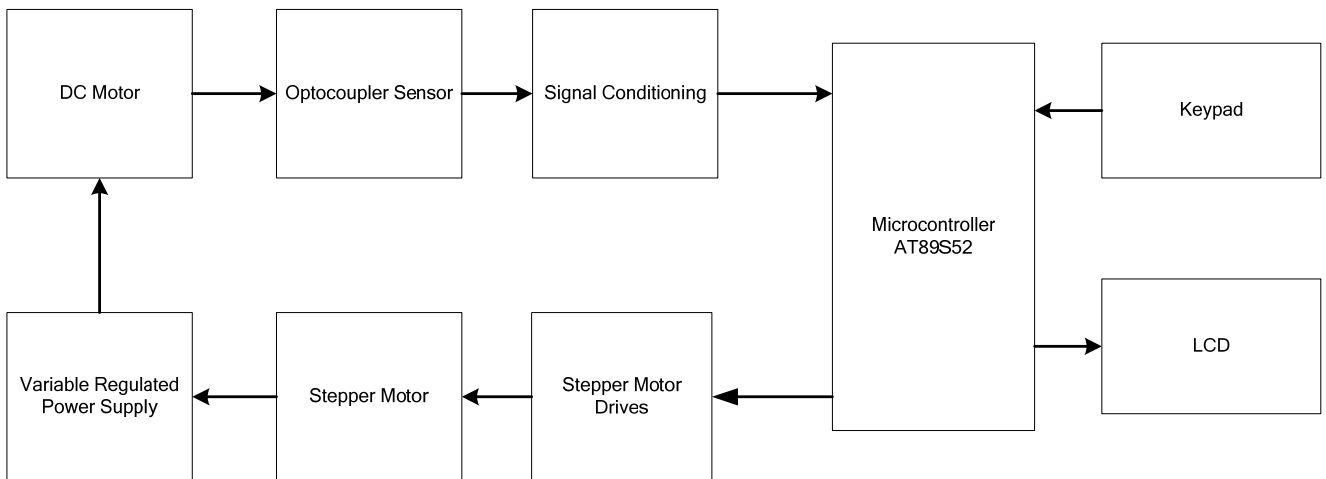 DC Motor
Optocoupler Sensor
Signal Conditioning
Keypad
Microcontroller
AT89S52
LCD
Variable Regulated
Power Supply
Stepper Motor
Stepper Motor
Drives